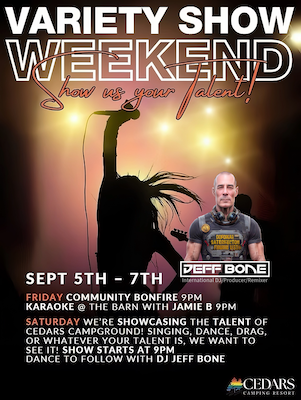 VARIETY SHOW
WEEKEND
Show us your Talent!
JEFF BONE
International DJ/Producer/Remixer
SEPT 5TH – 7TH
FRIDAY COMMUNITY BONFIRE 9PM
KARAOKE @ THE BARN WITH JAMIE B 9PM
SATURDAY WE'RE SHOWCASING THE TALENT OF
CEDARS CAMPGROUND! SINGING, DANCE, DRAG,
OR WHATEVER YOUR TALENT IS, WE WANT TO
SEE IT! SHOW STARTS AT 9PM
DANCE TO FOLLOW WITH DJ JEFF BONE
CEDARS
CAMPING RESORT